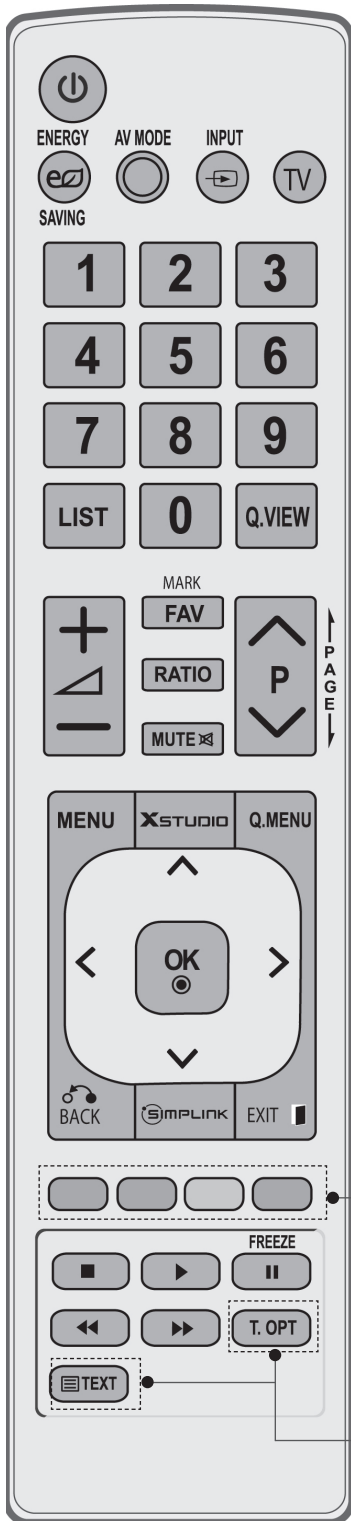 ENERGY AV MODE INPUT
TV
SAVING
1 2 3
4 5 6
7 8 9
LIST 0 Q.VIEW
MARK
FAV
RATIO P
MUTE
PAGE
MENU XSTUDIO Q.MENU
OK
BACK SIMPLINK EXIT
FREEZE
T. OPT
TEXT